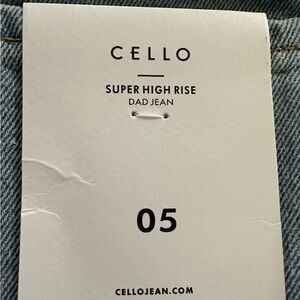 CELLO
SUPER HIGH RISE
DAD JEAN
05
CELLOJEAN.COM